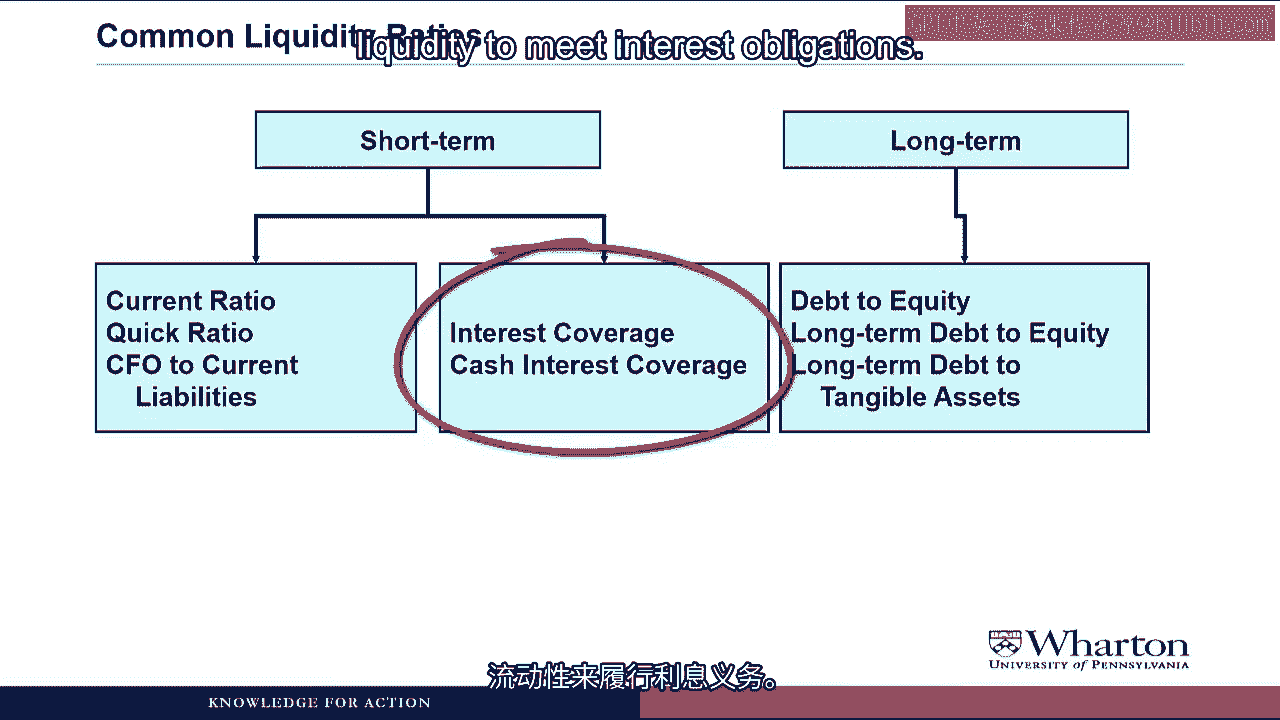 Common Liquidity Ratios
liquidity to meet interest obligations.
Short-term
Long-term
Current Ratio
Quick Ratio
CFO to Current
Liabilities
Interest Coverage
Cash Interest Coverage
Debt to Equity
Long-term Debt to Equity
Long-term Debt to
Tangible Assets
Wharton
UNIVERSITY of PENNSYLVANIA
流动性来履行利息义务。
KNOWLEDGE FOR ACTION